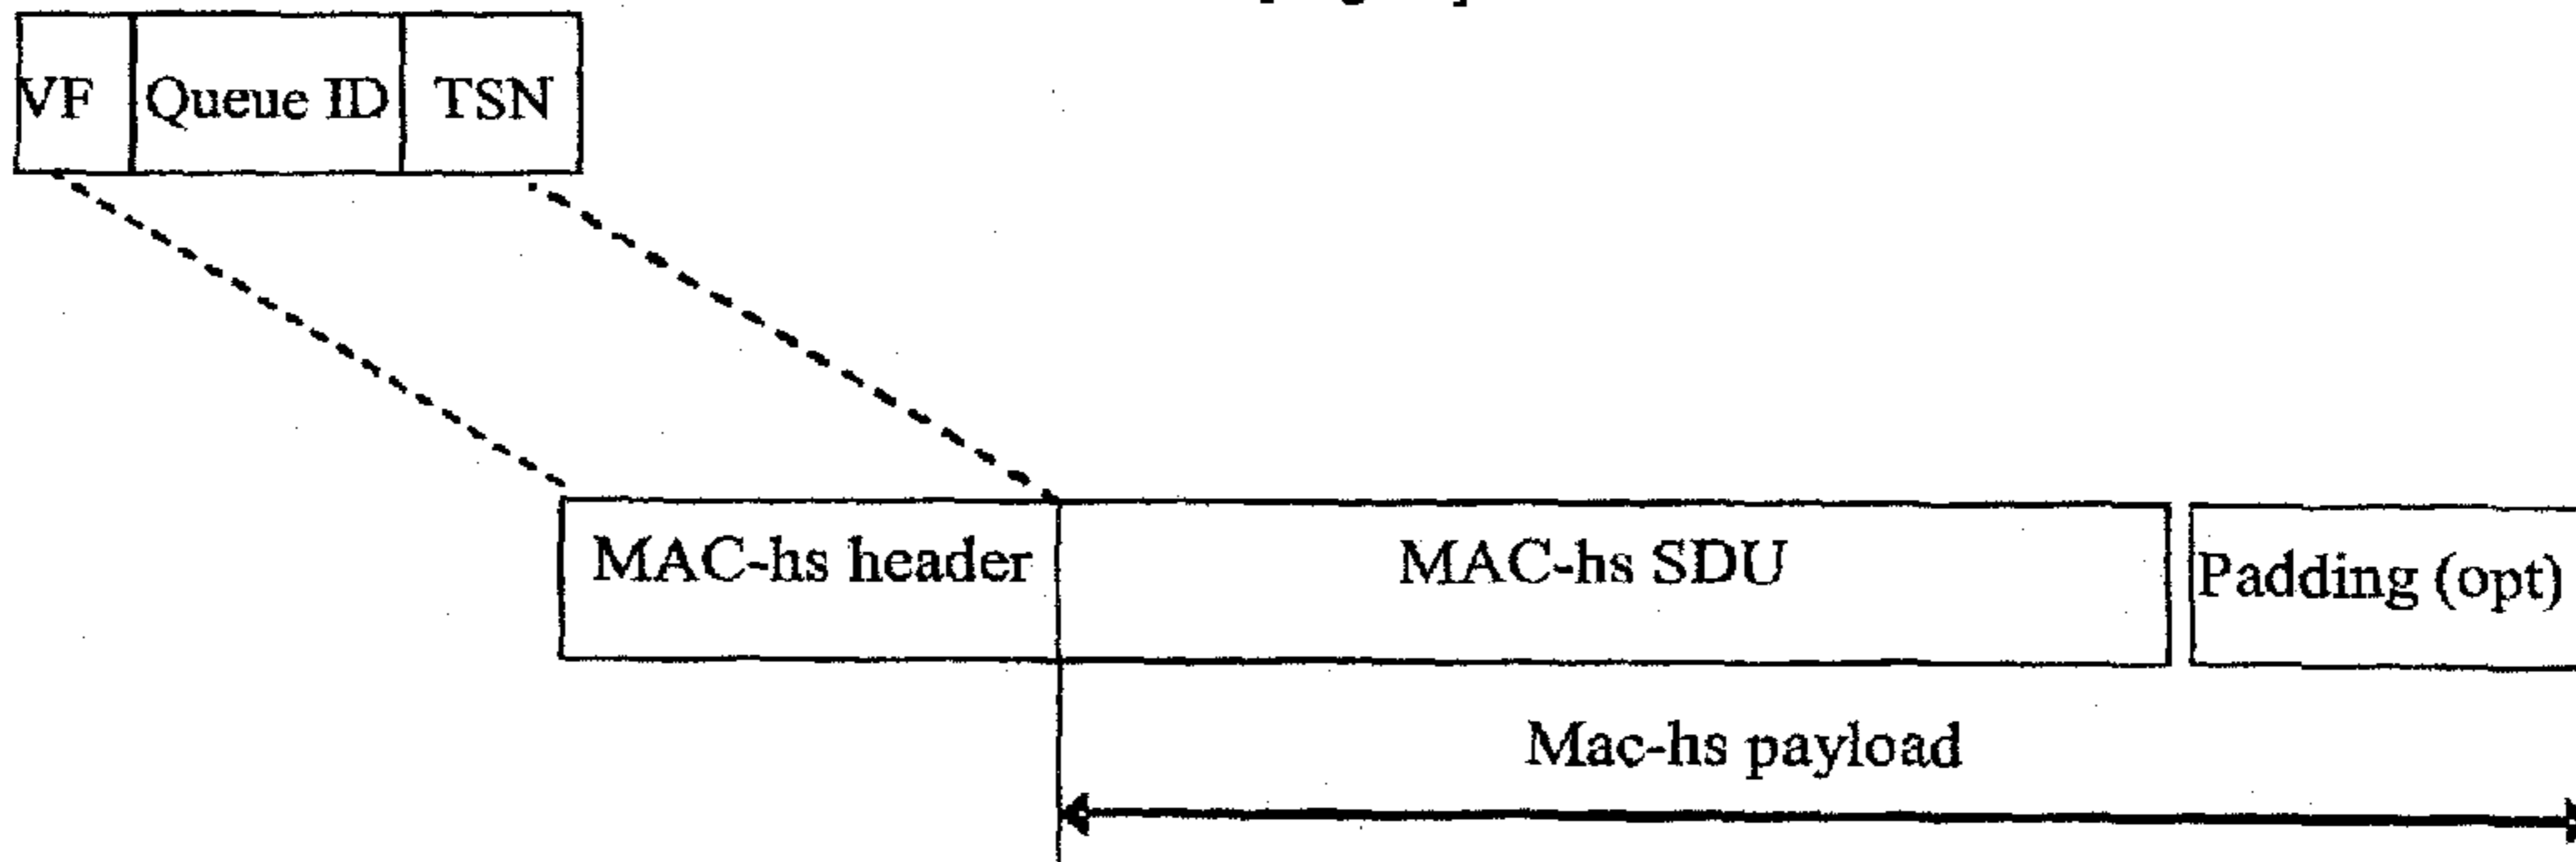 VF Queue ID TSN
MAC-hs header MAC-hs SDU Padding (opt)
Mac-hs payload